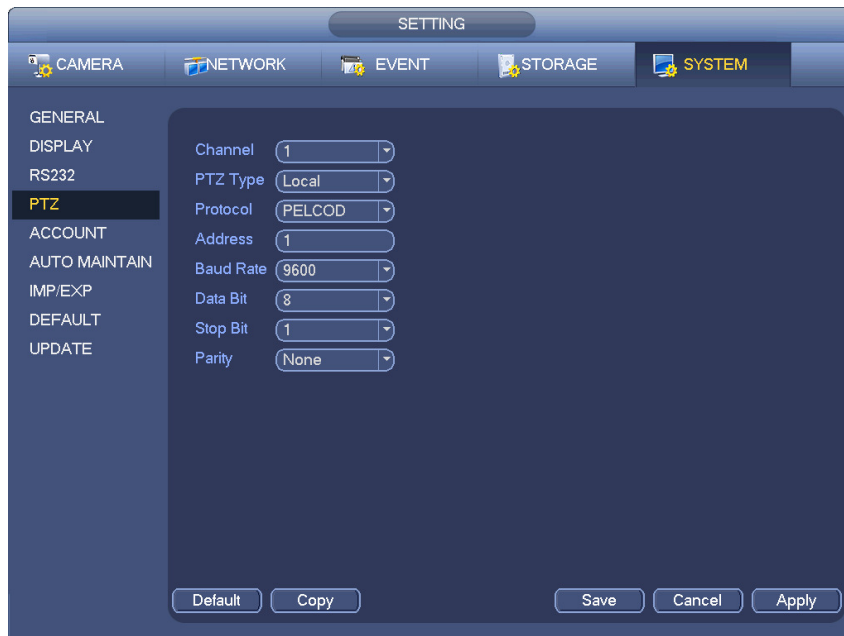 SETTING
CAMERA NETWORK EVENT STORAGE SYSTEM
GENERAL
DISPLAY
RS232
PTZ
ACCOUNT
AUTO MAINTAIN
IMP/EXP
DEFAULT
UPDATE
Channel 1
PTZ Type Local
Protocol PELCOD
Address 1
Baud Rate 9600
Data Bit 8
Stop Bit 1
Parity None
Default Copy Save Cancel Apply